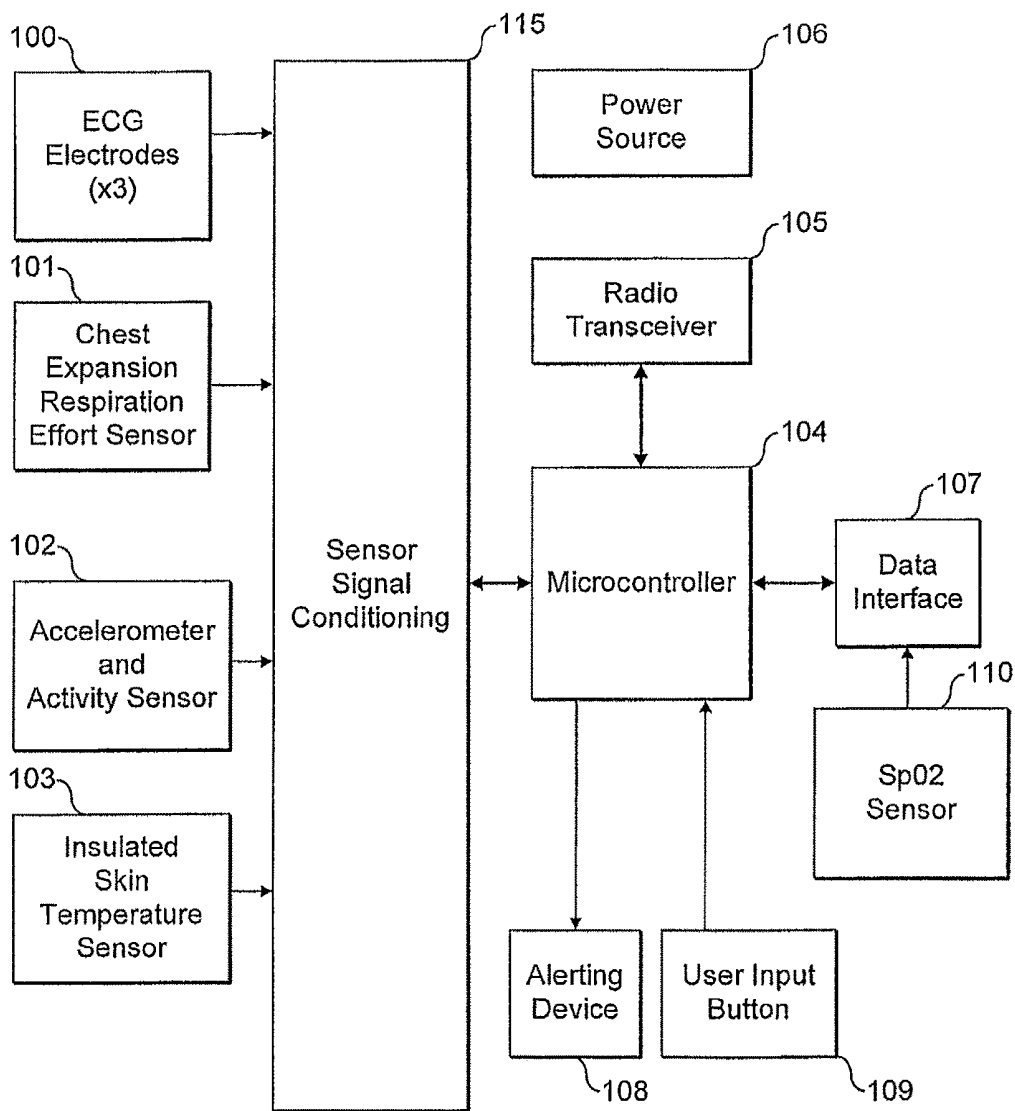 100
ECG
Electrodes
(x3)
101
Chest
Expansion
Respiration
Effort Sensor
102
Accelerometer
and
Activity Sensor
103
Insulated
Skin
Temperature
Sensor
115
Sensor
Signal
Conditioning
106
Power
Source
105
Radio
Transceiver
104
Microcontroller
107
Data
Interface
110
Sp02
Sensor
Alerting
Device
108
User Input
Button
109